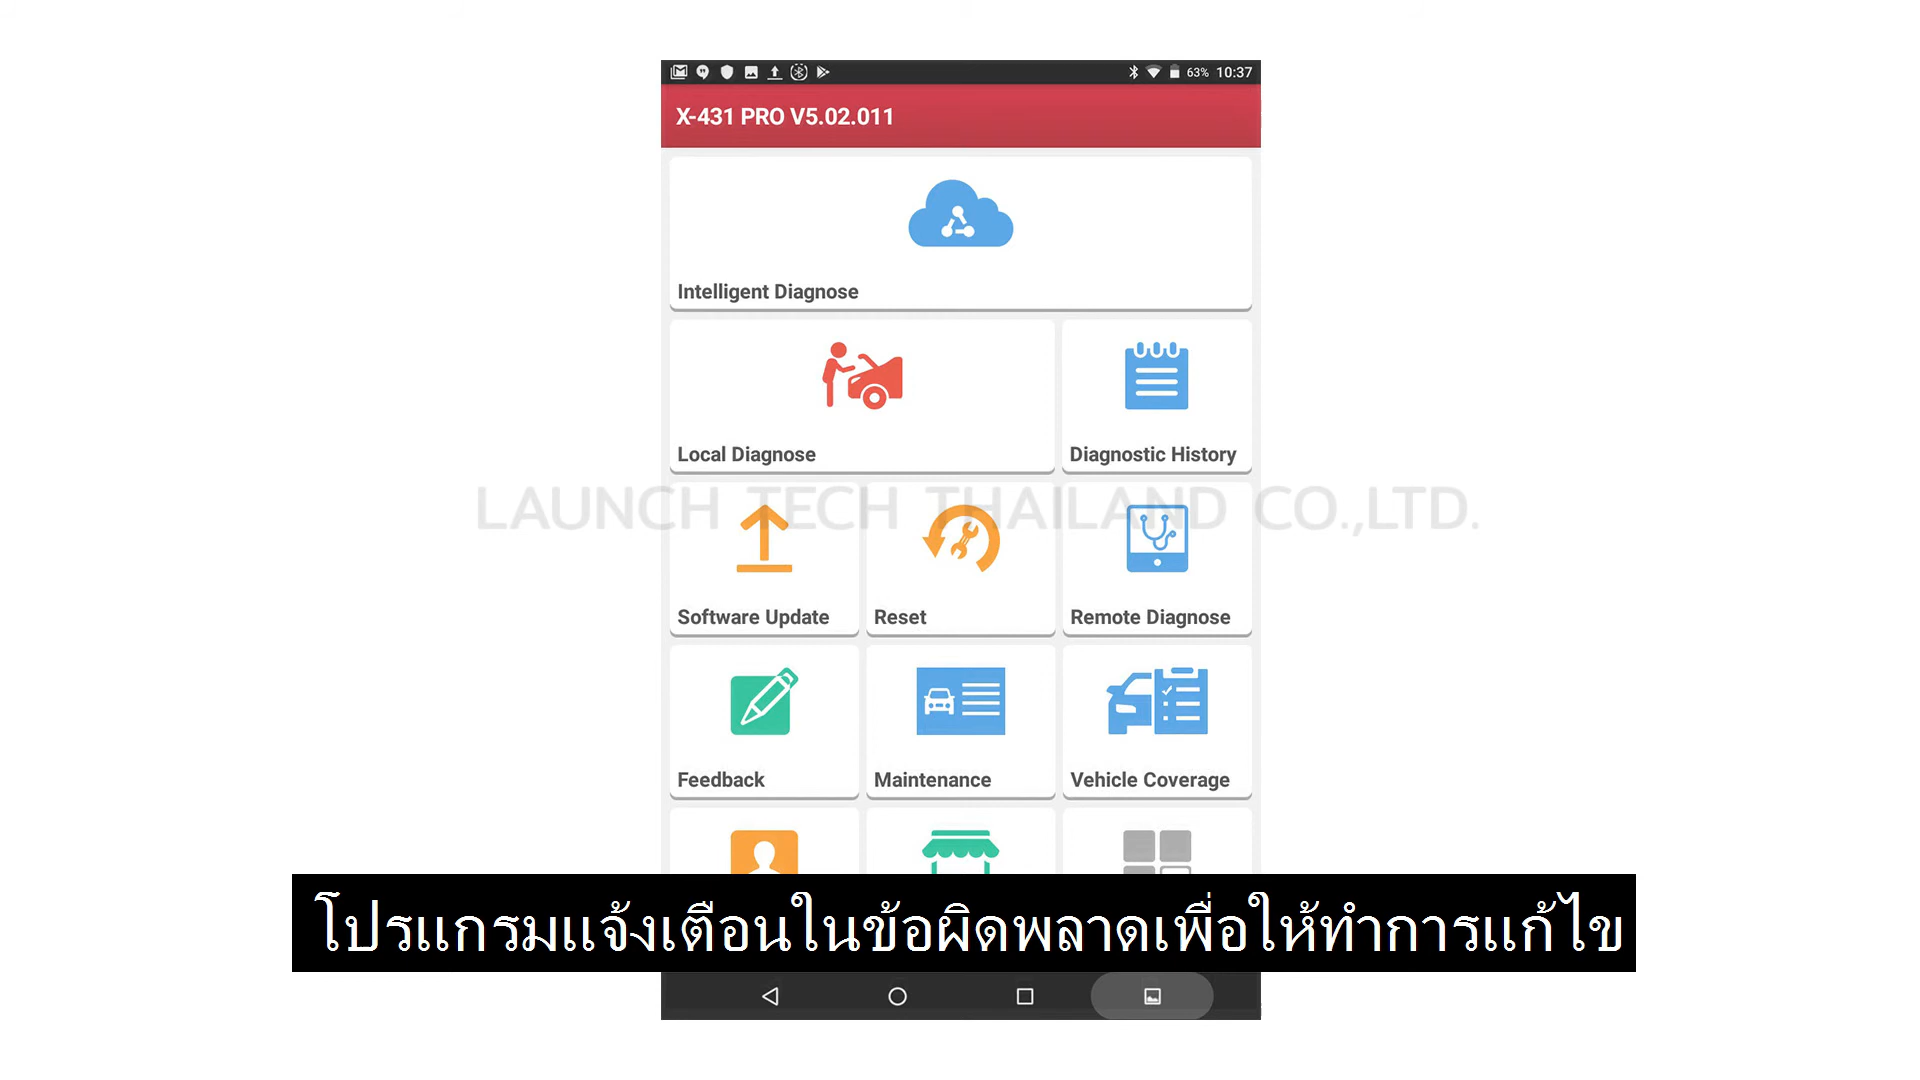 63% 10:37
X-431 PRO V5.02.011
Intelligent Diagnose
Local Diagnose
Diagnostic History
LAUNCH TECH THAILAND CO.,LTD.
Software Update
Reset
Remote Diagnose
Feedback
Maintenance
Vehicle Coverage
โปรแกรมแจ้งเตือนในข้อผิดพลาดเพื่อให้ทำการแก้ไข